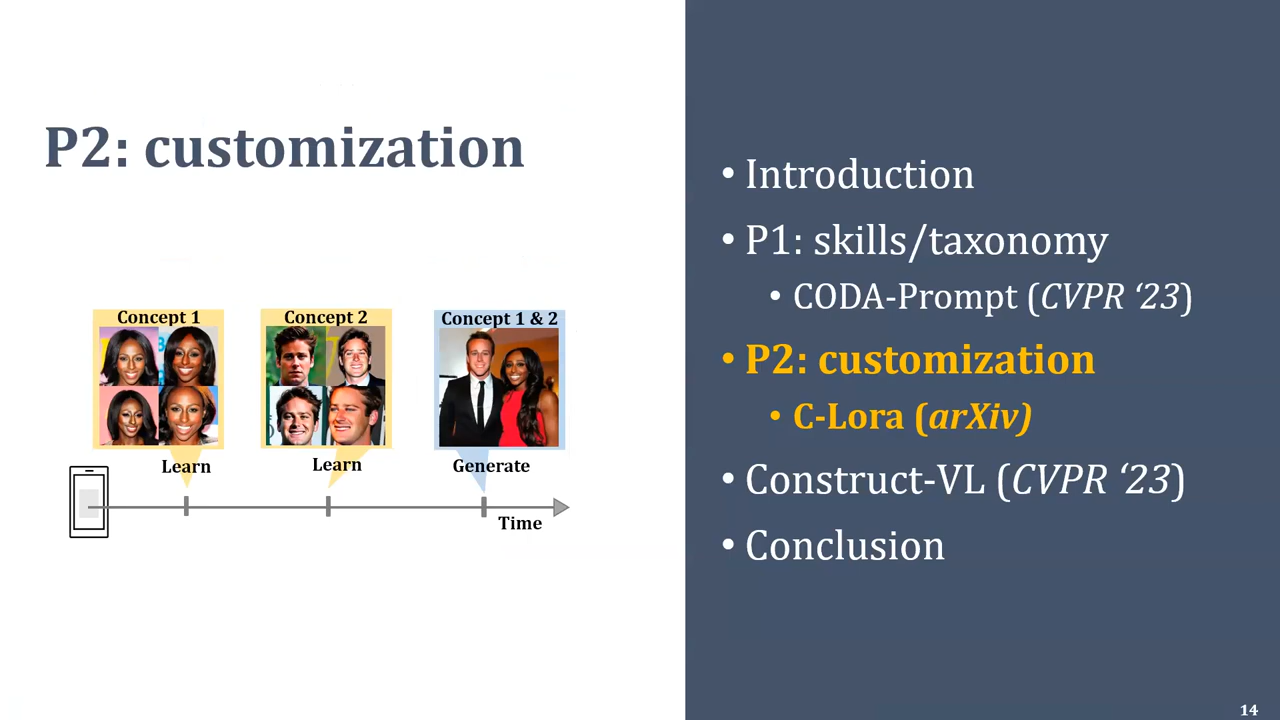 P2: customization
Concept 1
Concept 2
Concept 1 & 2
Learn
Learn
Generate
Time
• Introduction
• P1: skills/taxonomy
• CODA-Prompt (CVPR ‘23)
• P2: customization
• C-Lora (arXiv)
• Construct-VL (CVPR ‘23)
• Conclusion
14